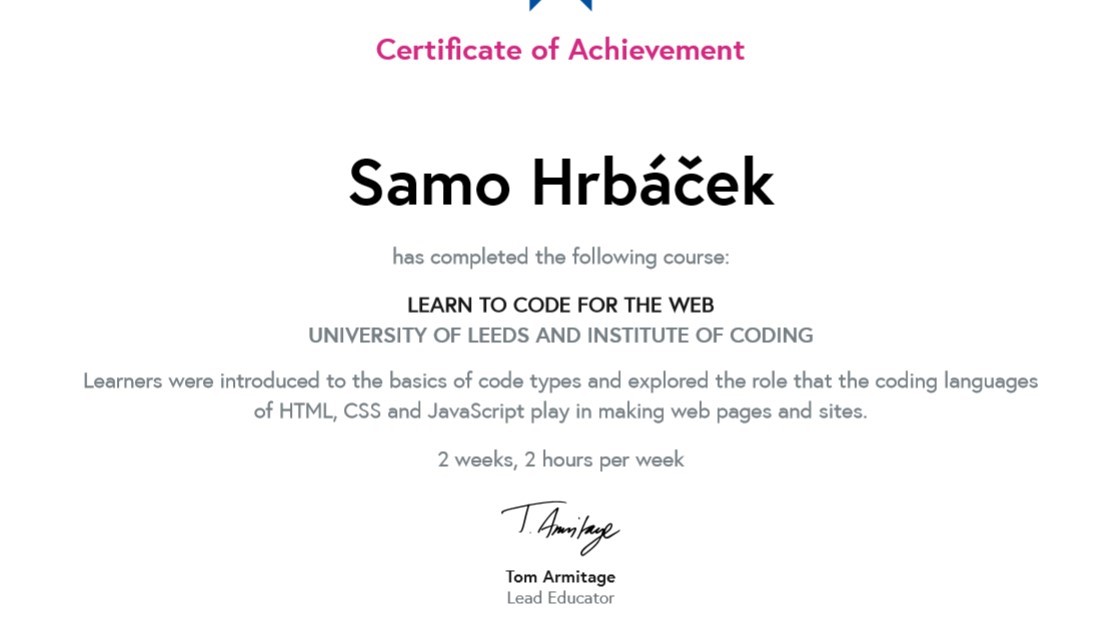 Certificate of Achievement
Samo Hrbáček
has completed the following course:
LEARN TO CODE FOR THE WEB
UNIVERSITY OF LEEDS AND INSTITUTE OF CODING
Learners were introduced to the basics of code types and explored the role that the coding languages
of HTML, CSS and JavaScript play in making web pages and sites.
2 weeks, 2 hours per week
T. Armitage
Tom Armitage
Lead Educator